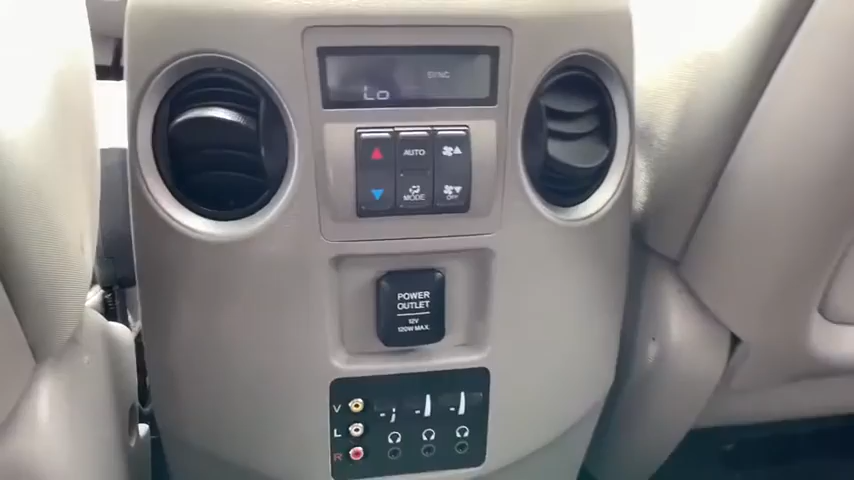 SYNC
Lo
AUTO
MODE
OFF
POWER
OUTLET
12V
120W MAX.
V
L
R